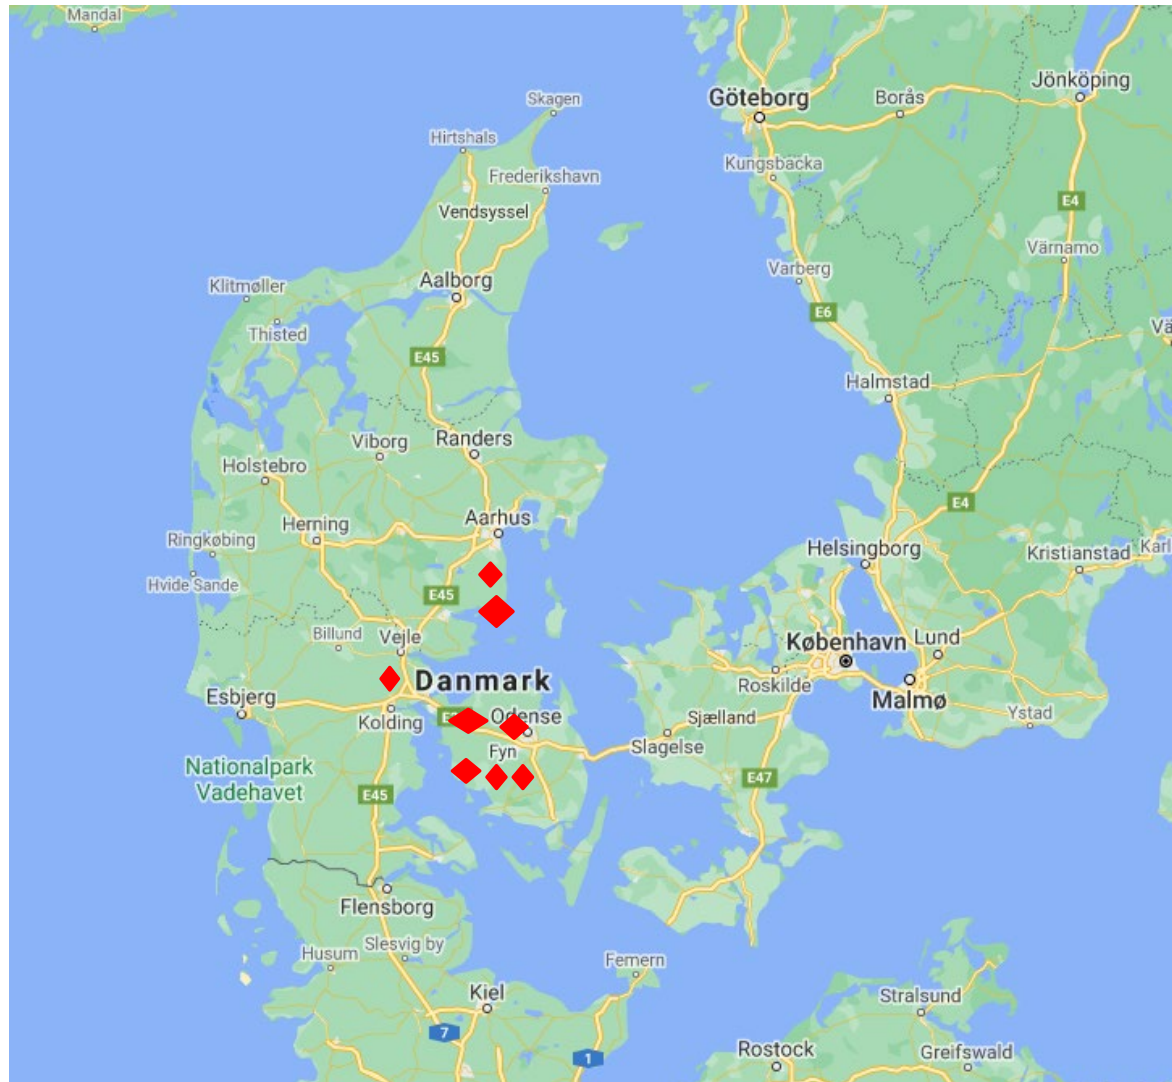 Mandal
Skagen
Göteborg
Borås
Jönköping
Hirtshals
Kungsbacka
Frederikshavn
Vendsyssel
E4
Värnamo
Varberg
Aalborg
Klitmøller
E6
Thisted
Vä
E45
Halmstad
Viborg
Randers
Holstebro
E4
Aarhus
Herning
Ringkøbing
Helsingborg
Kristianstad
Karl
Hvide Sande
E45
Billund
Vejle
København
Lund
Danmark
Roskilde
Esbjerg
Malmø
Kolding
Odense
Sjælland
Ystad
Slagelse
Fyn
Nationalpark
Vadehavet
E47
E45
Flensborg
Slesvig by
Husum
Femern
Kiel
Stralsund
7
1
Rostock
Greifswald